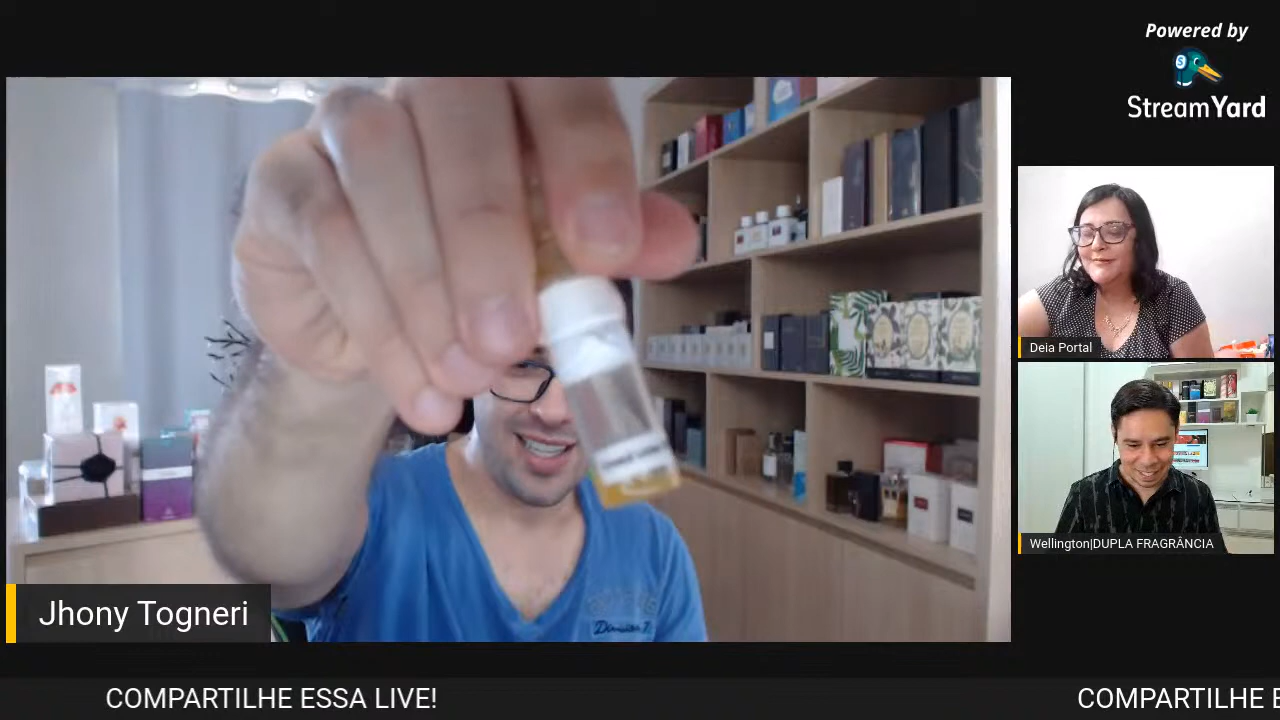 Powered by
StreamYard
Deia Portal
Wellington|DUPLA FRAGRÂNCIA
Jhony Togneri
COMPARTILHE ESSA LIVE!
COMPARTILHE E